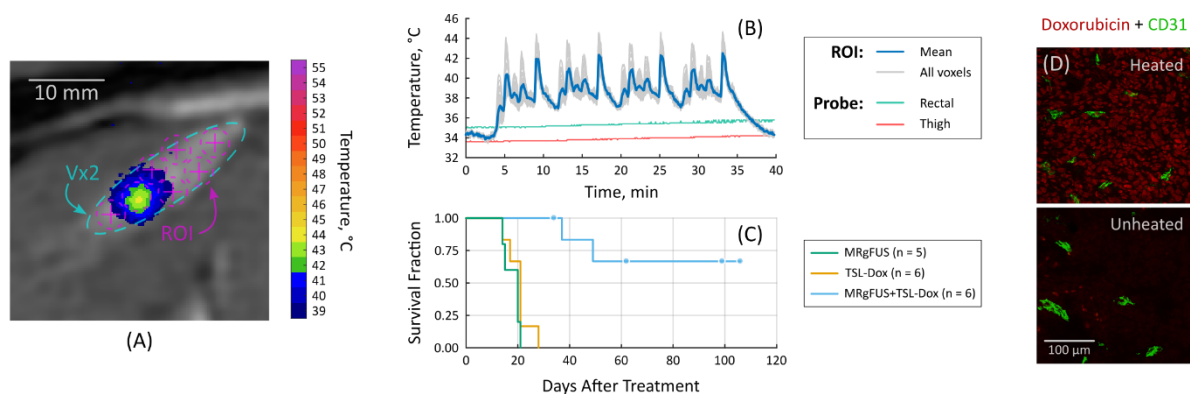 10 mm
Vx2
ROI
55
54
53
52
51
50
49
48
47
46
45
44
43
42
41
40
39
Temperature, °C
(A)
(B)
Temperature, °C
46
44
42
40
38
36
34
32
0 5 10 15 20 25 30 35 40
Time, min
ROI: Mean
All voxels
Probe: Rectal
Thigh
(C)
Survival Fraction
1.00
0.75
0.50
0.25
0
0 20 40 60 80 100 120
Days After Treatment
MRgFUS (n = 5)
TSL-Dox (n = 6)
MRgFUS+TSL-Dox (n = 6)
Doxorubicin + CD31
(D) Heated
Unheated
100 µm